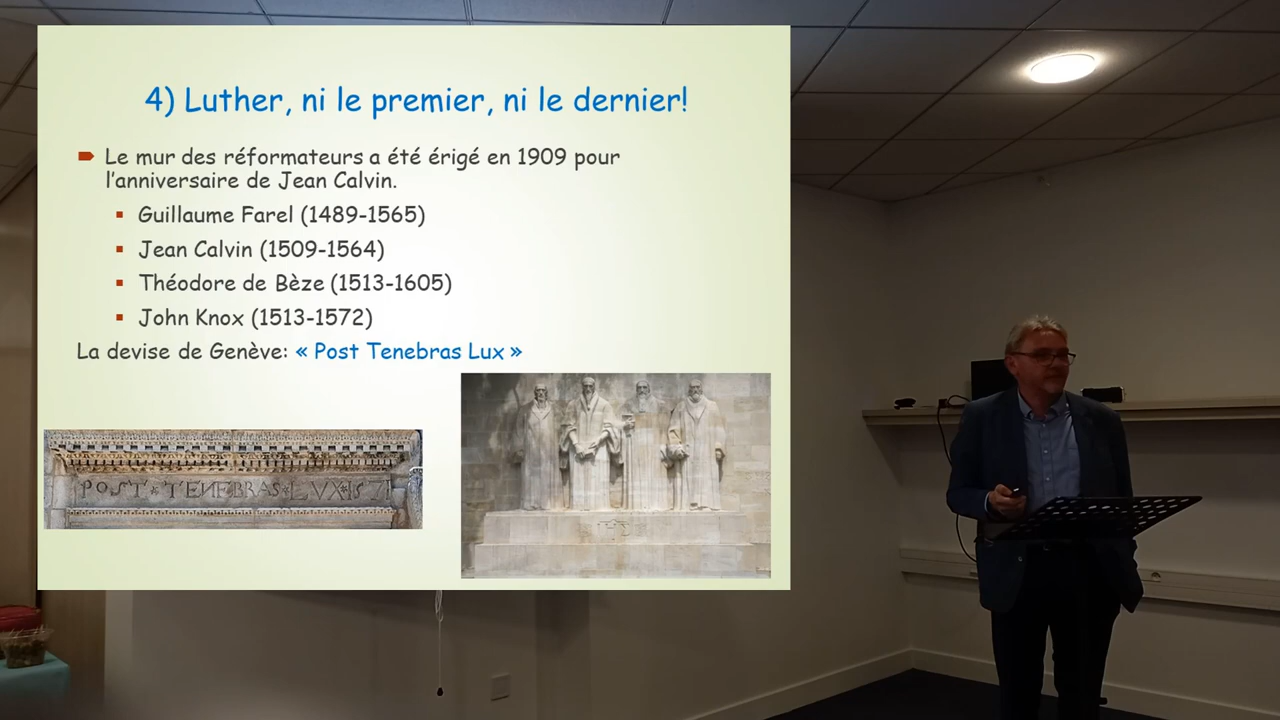 4) Luther, ni le premier, ni le dernier!
Le mur des réformateurs a été érigé en 1909 pour
l'anniversaire de Jean Calvin.
Guillaume Farel (1489-1565)
Jean Calvin (1509-1564)
Théodore de Bèze (1513-1605)
John Knox (1513-1572)
La devise de Genève: « Post Tenebras Lux »
POST * TENEBRAS * LVX * 1571